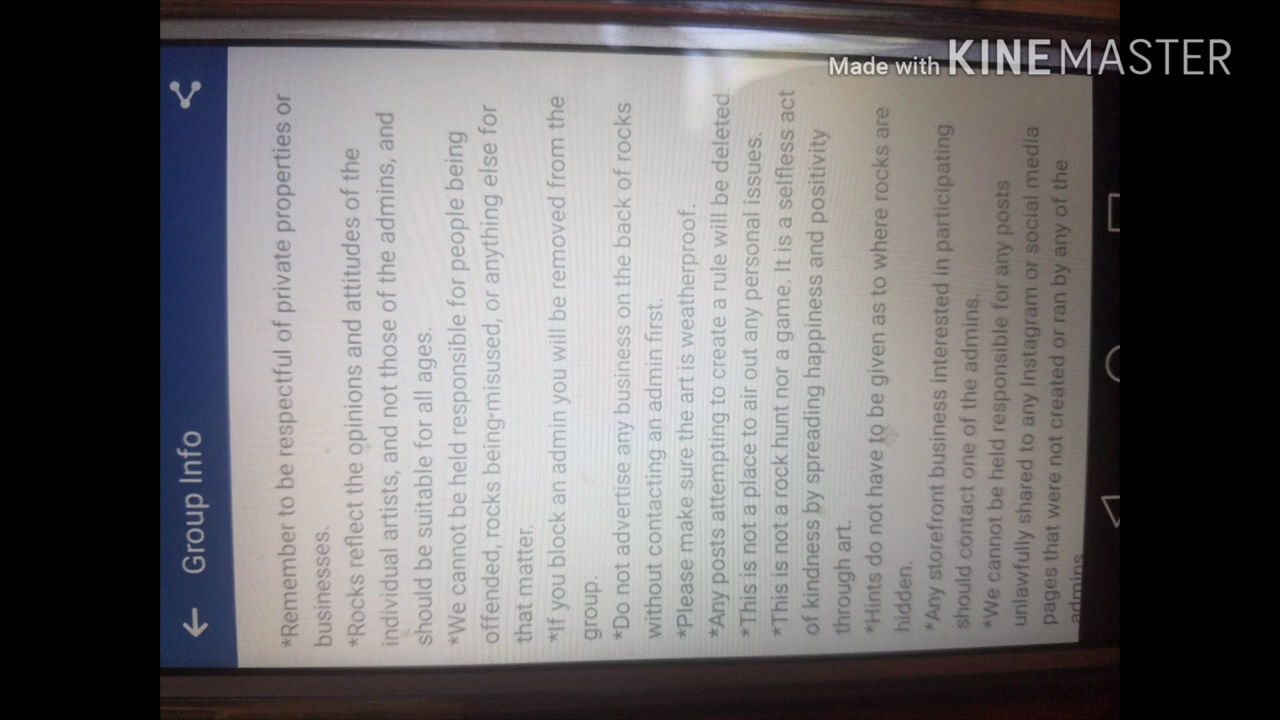 Made with KINEMASTER
Group Info
*Remember to be respectful of private properties or
businesses.
*Rocks reflect the opinions and attitudes of the
individual artists, and not those of the admins, and
should be suitable for all ages.
*We cannot be held responsible for people being
offended, rocks being misused, or anything else for
that matter.
*If you block an admin you will be removed from the
group.
*Do not advertise any business on the back of rocks
without contacting an admin first.
*Please make sure the art is weatherproof.
*Any posts attempting to create a rule will be deleted.
*This is not a place to air out any personal issues.
*This is not a rock hunt nor a game. It is a selfless act
of kindness by spreading happiness and positivity
through art.
*Hints do not have to be given as to where rocks are
hidden.
*Any storefront business interested in participating
should contact one of the admins.
*We cannot be held responsible for any posts
unlawfully shared to any Instagram or social media
pages that were not created or ran by any of the
admins